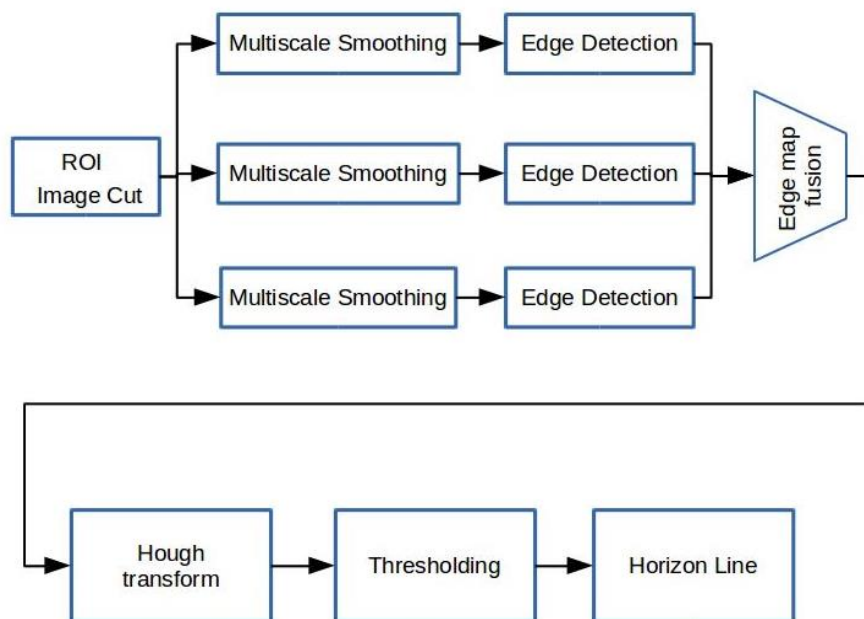 ROI
Image Cut
Multiscale Smoothing
Edge Detection
Multiscale Smoothing
Edge Detection
Multiscale Smoothing
Edge Detection
Edge map
fusion
Hough
transform
Thresholding
Horizon Line